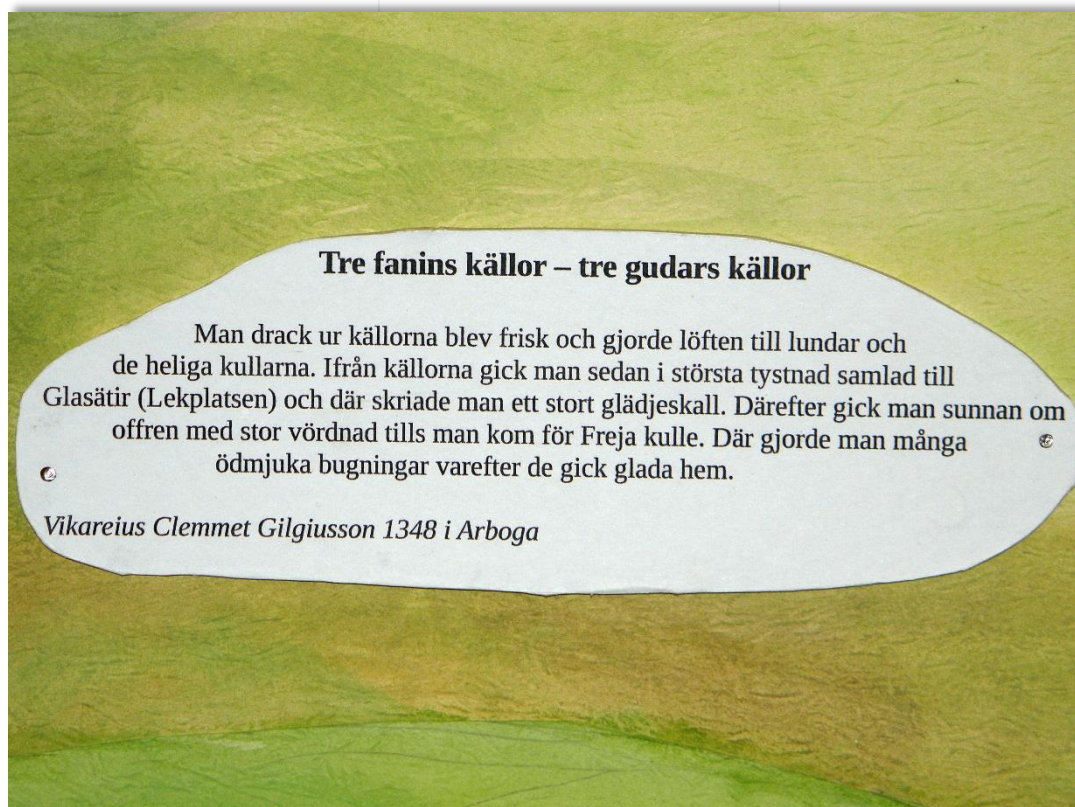 Tre fanins källor – tre gudars källor
Man drack ur källorna blev frisk och gjorde löften till lundar och
de heliga kullarna. Ifrån källorna gick man sedan i största tystnad samlad till
Glasätir (Lekplatsen) och där skriade man ett stort glädjeskall. Därefter gick man sunnan om
offren med stor vördnad tills man kom för Freja kulle. Där gjorde man många
ödmjuka bugningar varefter de gick glada hem.
Vikareius Clemmet Gilgiusson 1348 i Arboga